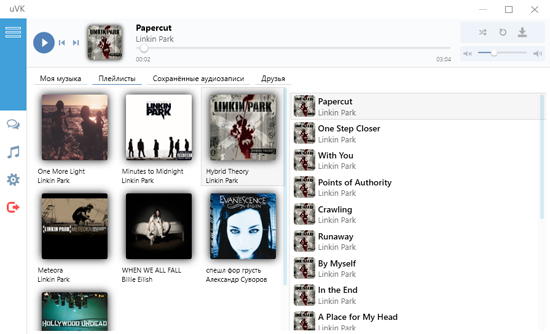 uVK
Papercut
Linkin Park
00:02
03:04
Моя музыка
Плейлисты
Сохранённые аудиозаписи
Друзья
One More Light
Linkin Park
LINKIN
PARK
Minutes to Midnight
Linkin Park
LINKIN PARK
Hybrid Theory
Linkin Park
Meteora
Linkin Park
WHEN WE ALL FALL
Billie Eilish
EVANESCENCE
спешл фор грусть
Александр Суворов
HOLLYWOOD UNDEAD
Papercut
Linkin Park
One Step Closer
Linkin Park
With You
Linkin Park
Points of Authority
Linkin Park
Crawling
Linkin Park
Runaway
Linkin Park
By Myself
Linkin Park
In the End
Linkin Park
A Place for My Head
Linkin Park